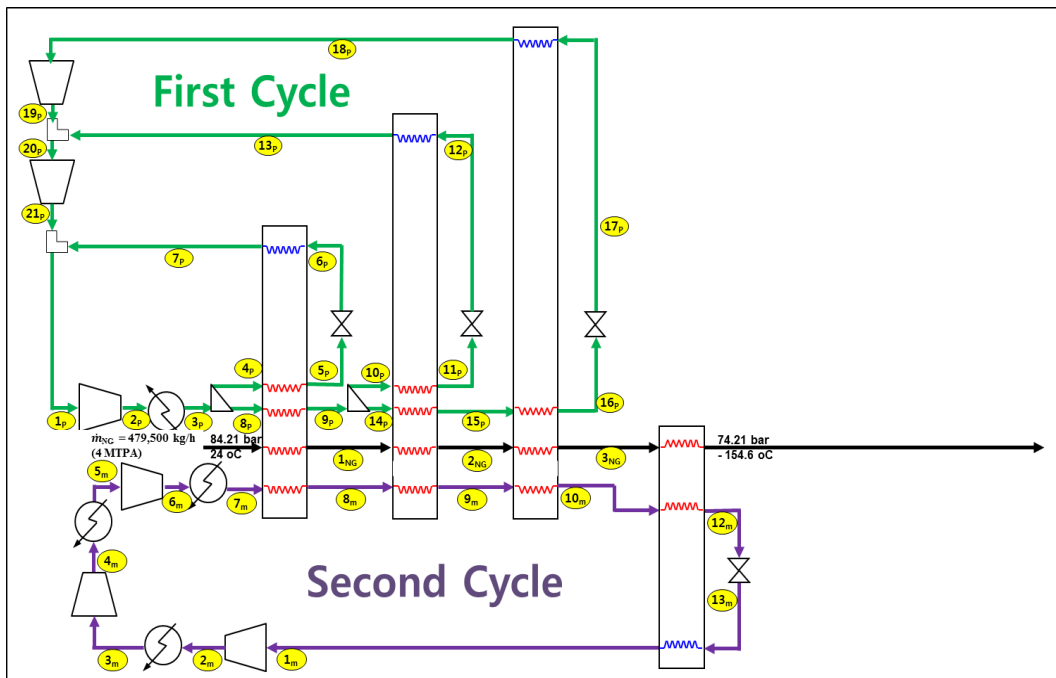 18P
First Cycle
19P
20P
13P
12P
21P
17P
7P
6P
4P
5P
10P
11P
16P
1P
2P
3P
8P
9P
14P
15P
ṁNG = 479,500 kg/h
(4 MTPA)
84.21 bar
24 oC
1NG
2NG
3NG
74.21 bar
- 154.6 oC
5m
6m
7m
8m
9m
10m
12m
4m
Second Cycle
13m
3m
2m
1m